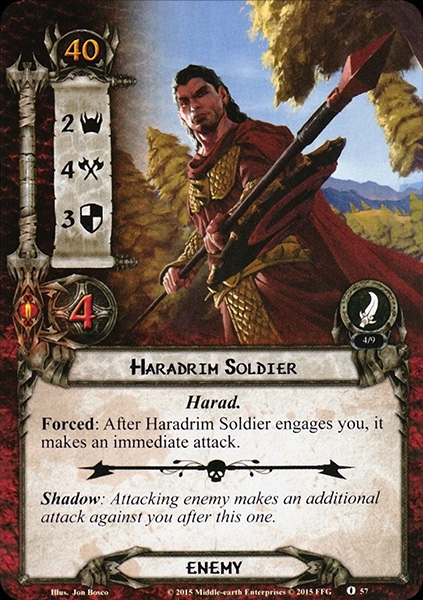 40
2
4
3
4
4/9
Haradrim Soldier
Harad.
Forced: After Haradrim Soldier engages you, it
makes an immediate attack.
Shadow: Attacking enemy makes an additional
attack against you after this one.
ENEMY
Illus. Jon Bosco © 2015 Middle-earth Enterprises © 2015 FFG 57